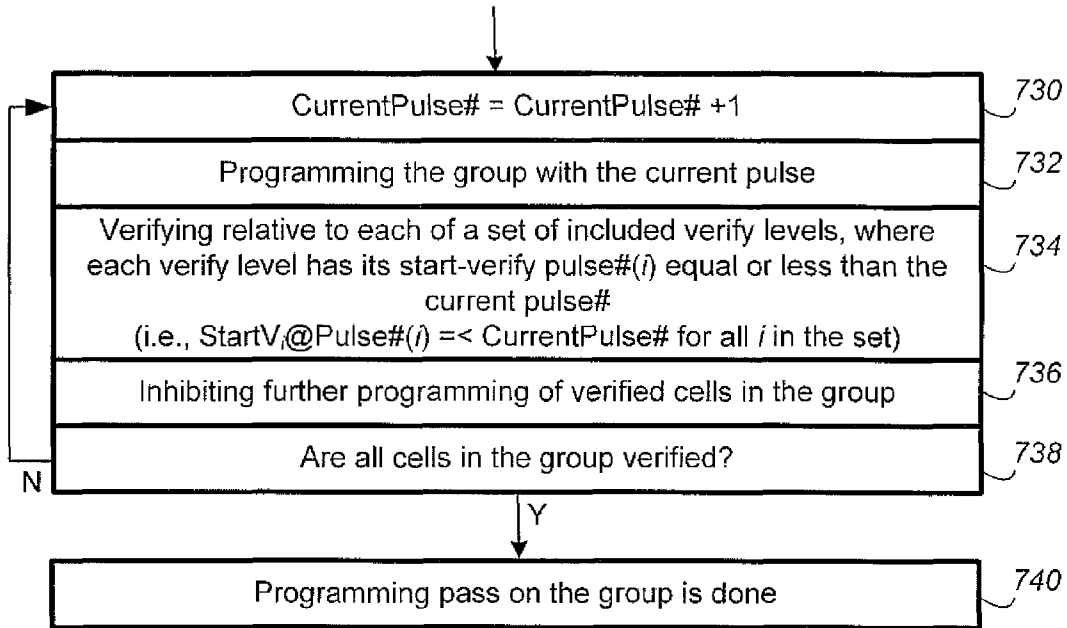 CurrentPulse# = CurrentPulse# +1
730
Programming the group with the current pulse
732
Verifying relative to each of a set of included verify levels, where
each verify level has its start-verify pulse#(i) equal or less than the
current pulse#
(i.e., StartVi@Pulse#(i) =< CurrentPulse# for all i in the set)
734
Inhibiting further programming of verified cells in the group
736
Are all cells in the group verified?
738
N
Y
Programming pass on the group is done
740